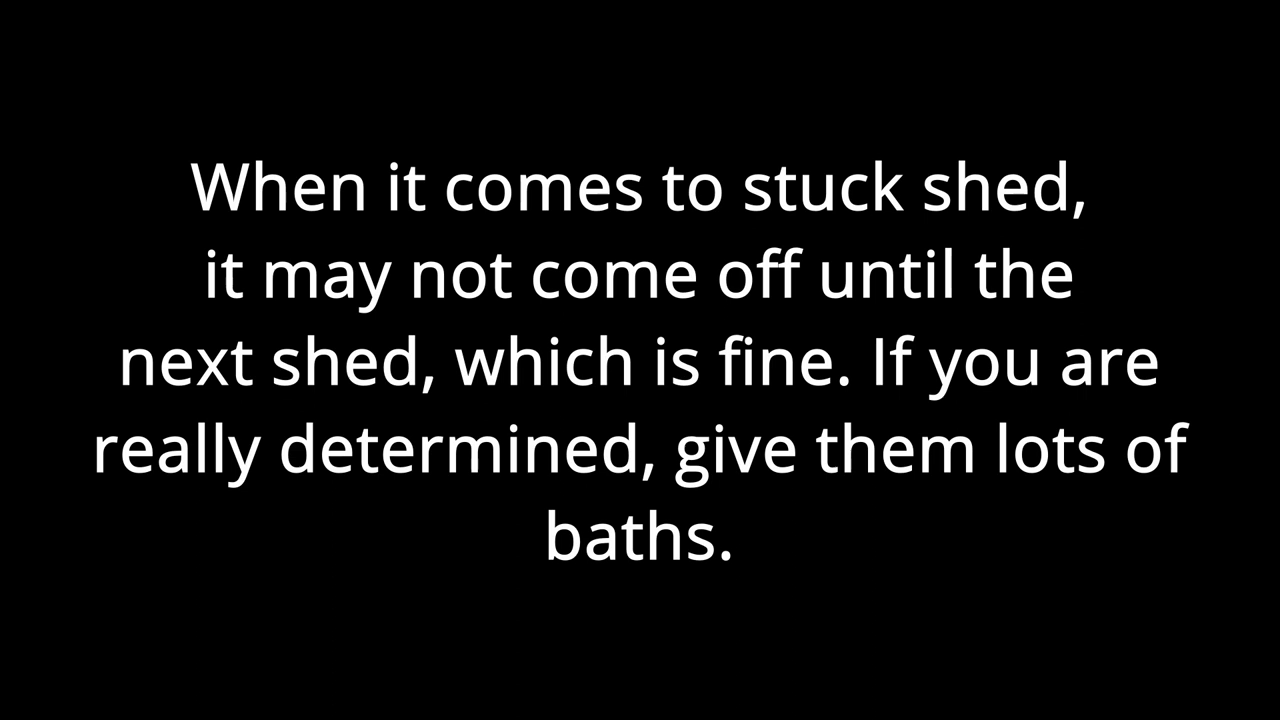 When it comes to stuck shed,
it may not come off until the
next shed, which is fine. If you are
really determined, give them lots of
baths.